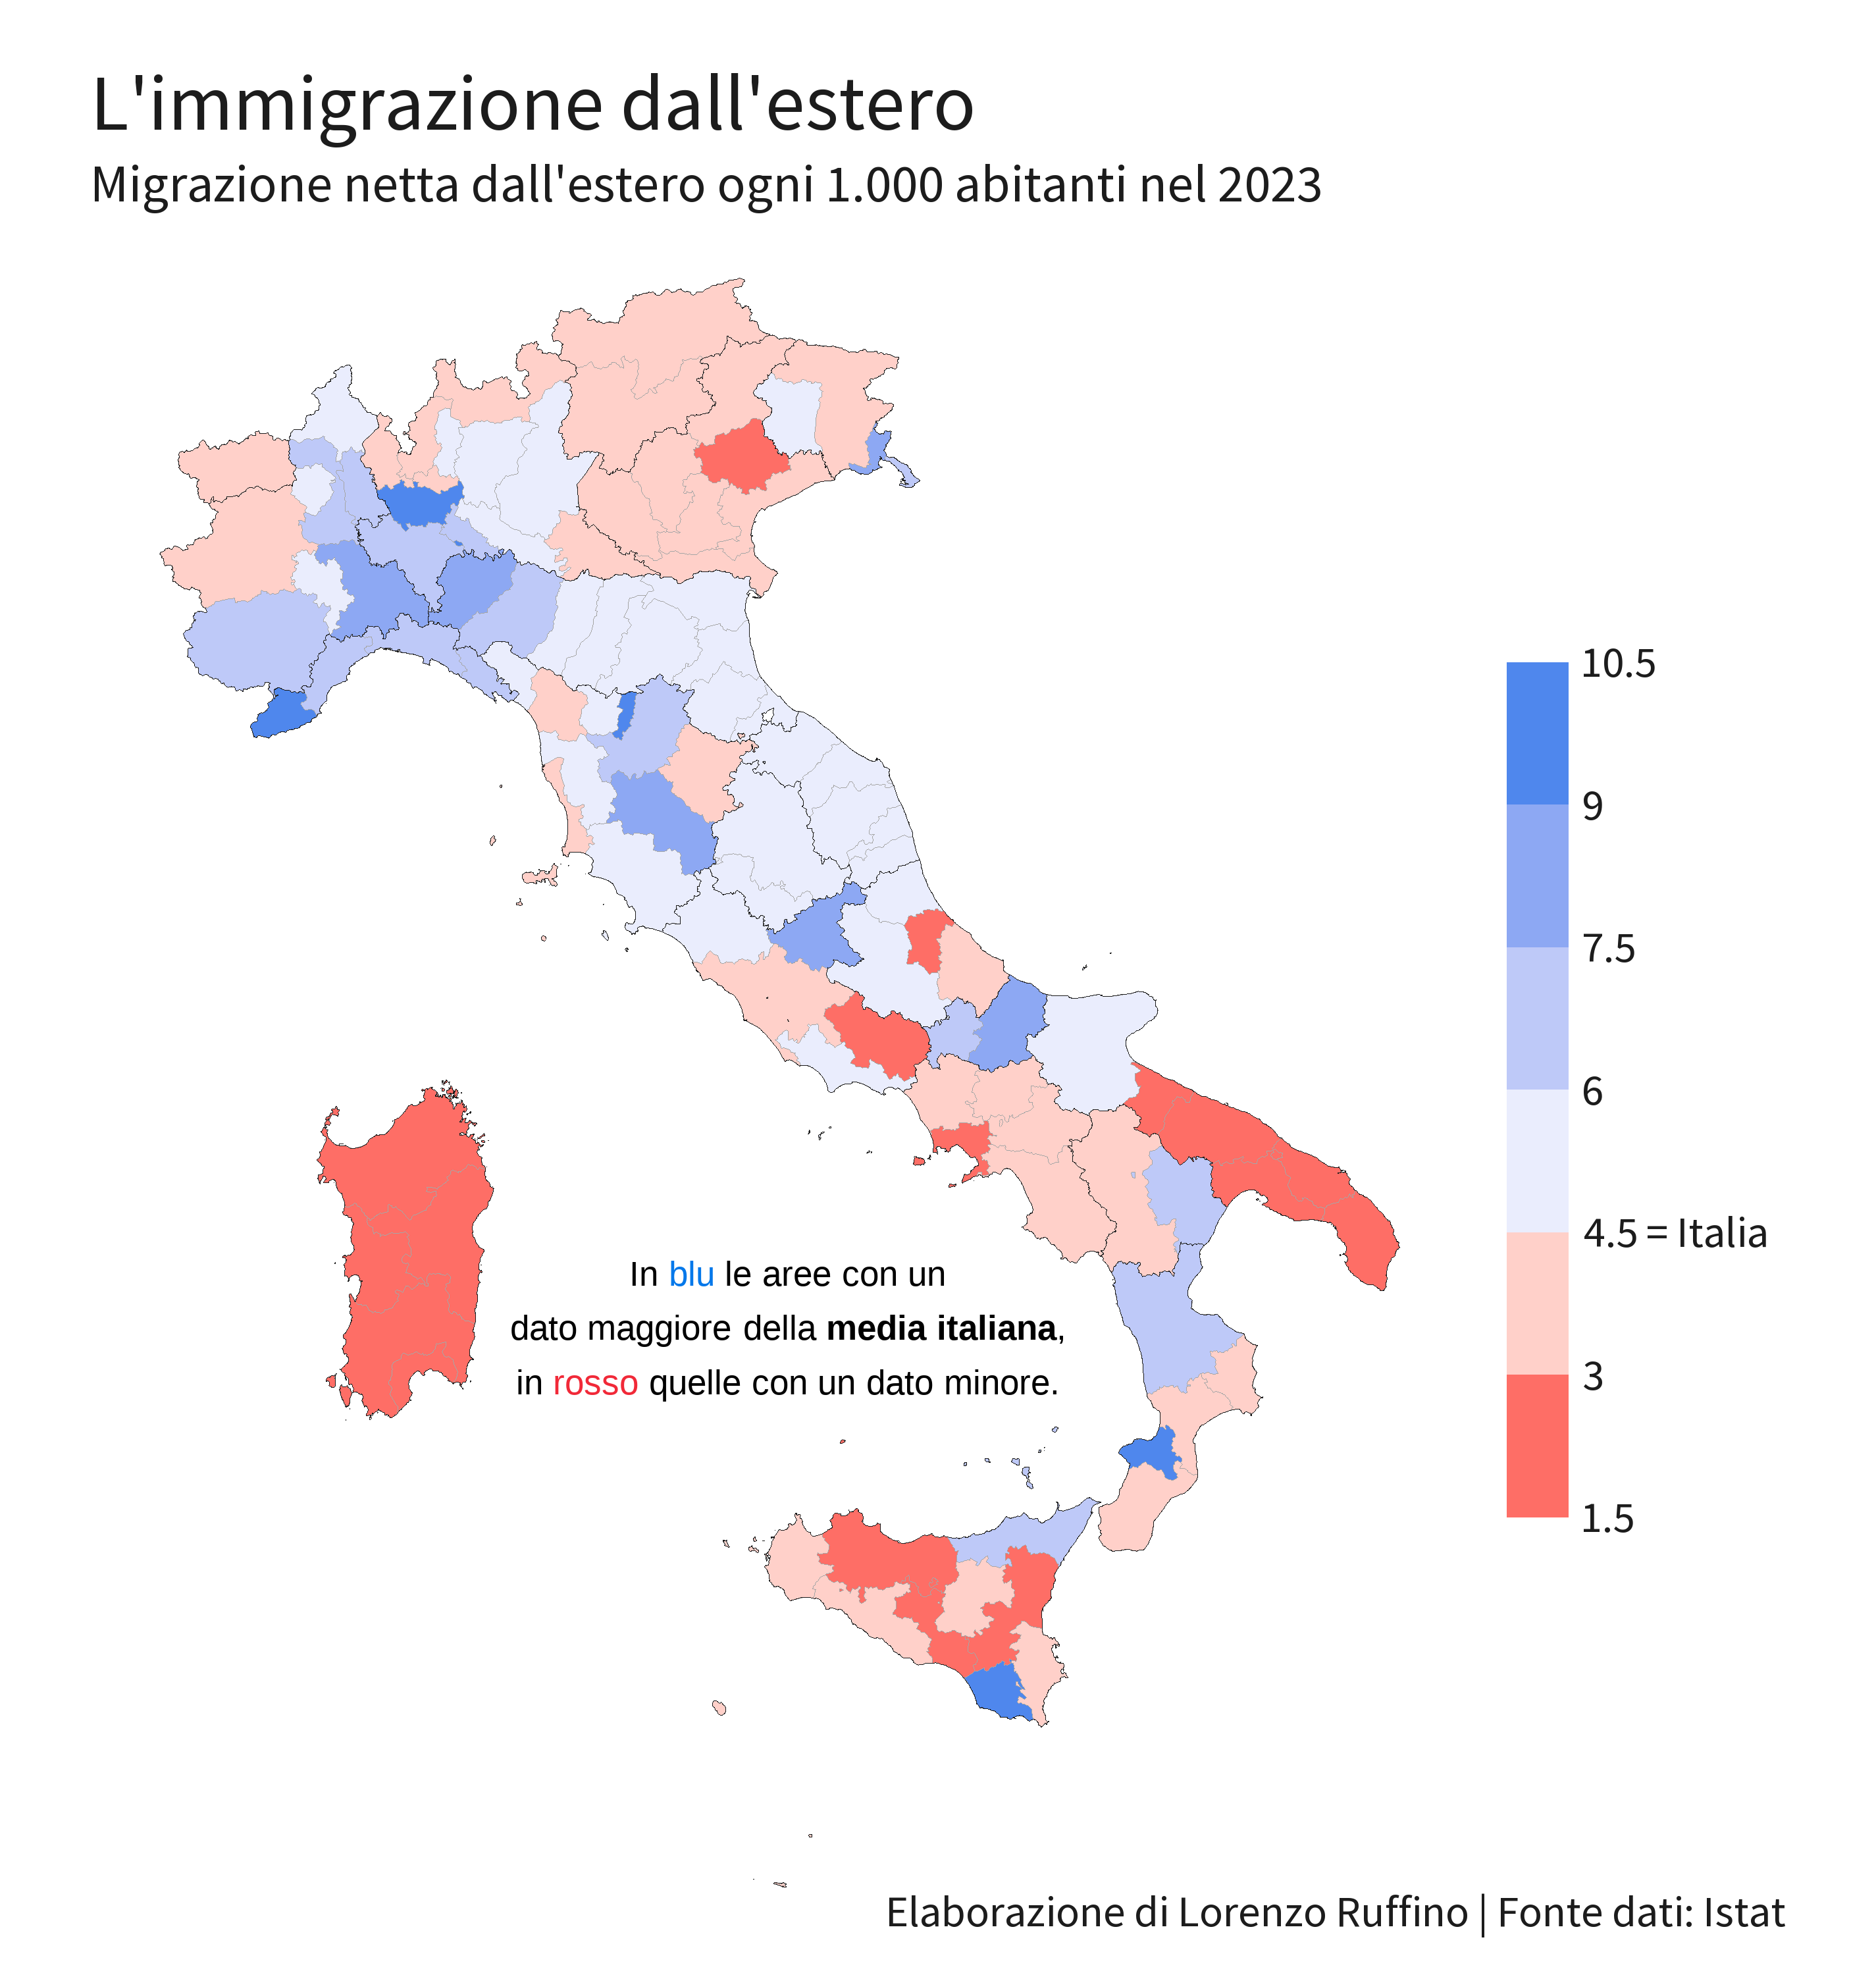 L'immigrazione dall'estero
Migrazione netta dall'estero ogni 1.000 abitanti nel 2023
10.5
9
7.5
6
4.5 = Italia
3
1.5
In blu le aree con un
dato maggiore della media italiana,
in rosso quelle con un dato minore.
Elaborazione di Lorenzo Ruffino | Fonte dati: Istat